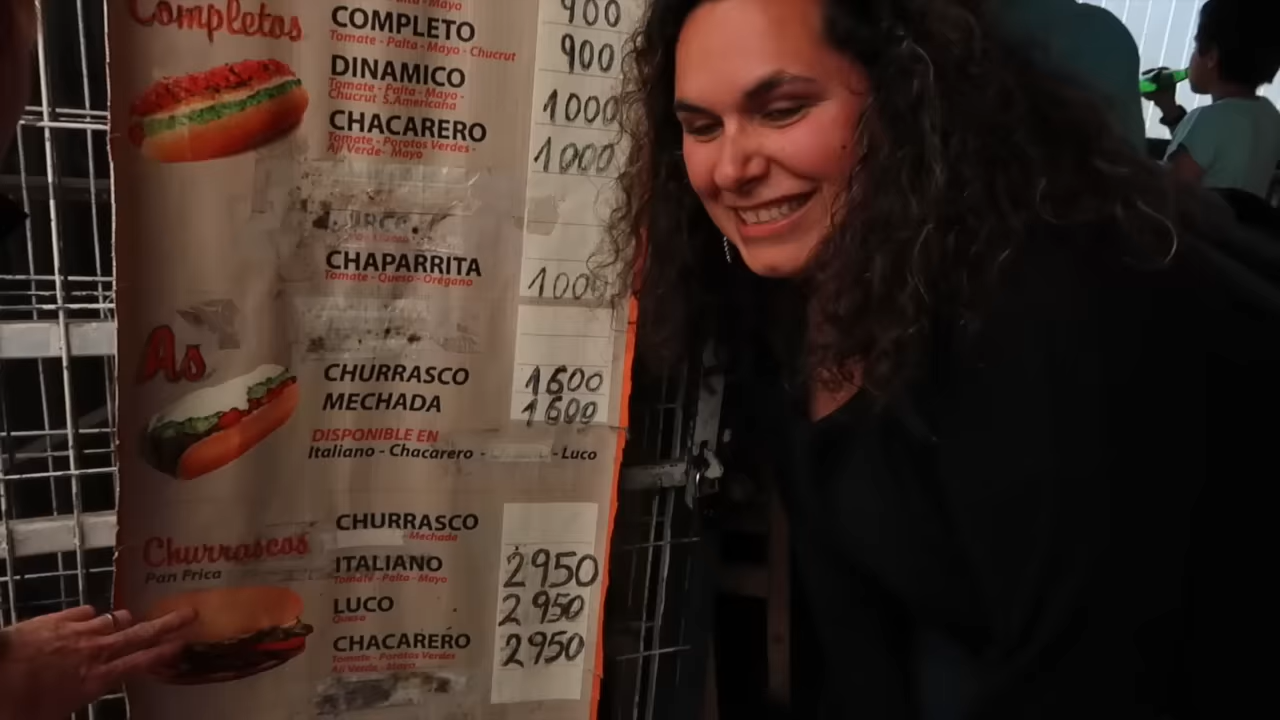 Completos
Mayo
900
COMPLETO
Tomate - Palta - Mayo - Chucrut
900
DINAMICO
Tomate - Palta - Mayo -
Chucrut S.Americana
1000
CHACARERO
Tomate - Porotos Verdes -
Aji Verde- Mayo
1000
CHAPARRITA
Tomate - Queso - Orégano
1000
As
CHURRASCO
1600
MECHADA
1600
DISPONIBLE EN
Italiano - Chacarero - - Luco
Churrascos
Pan Frica
CHURRASCO
Mechada
ITALIANO
Tomate - Palta - Mayo
2950
LUCO
Queso
2950
CHACARERO
Tomate - Porotos Verdes
Aji Verde - Mayo
2950